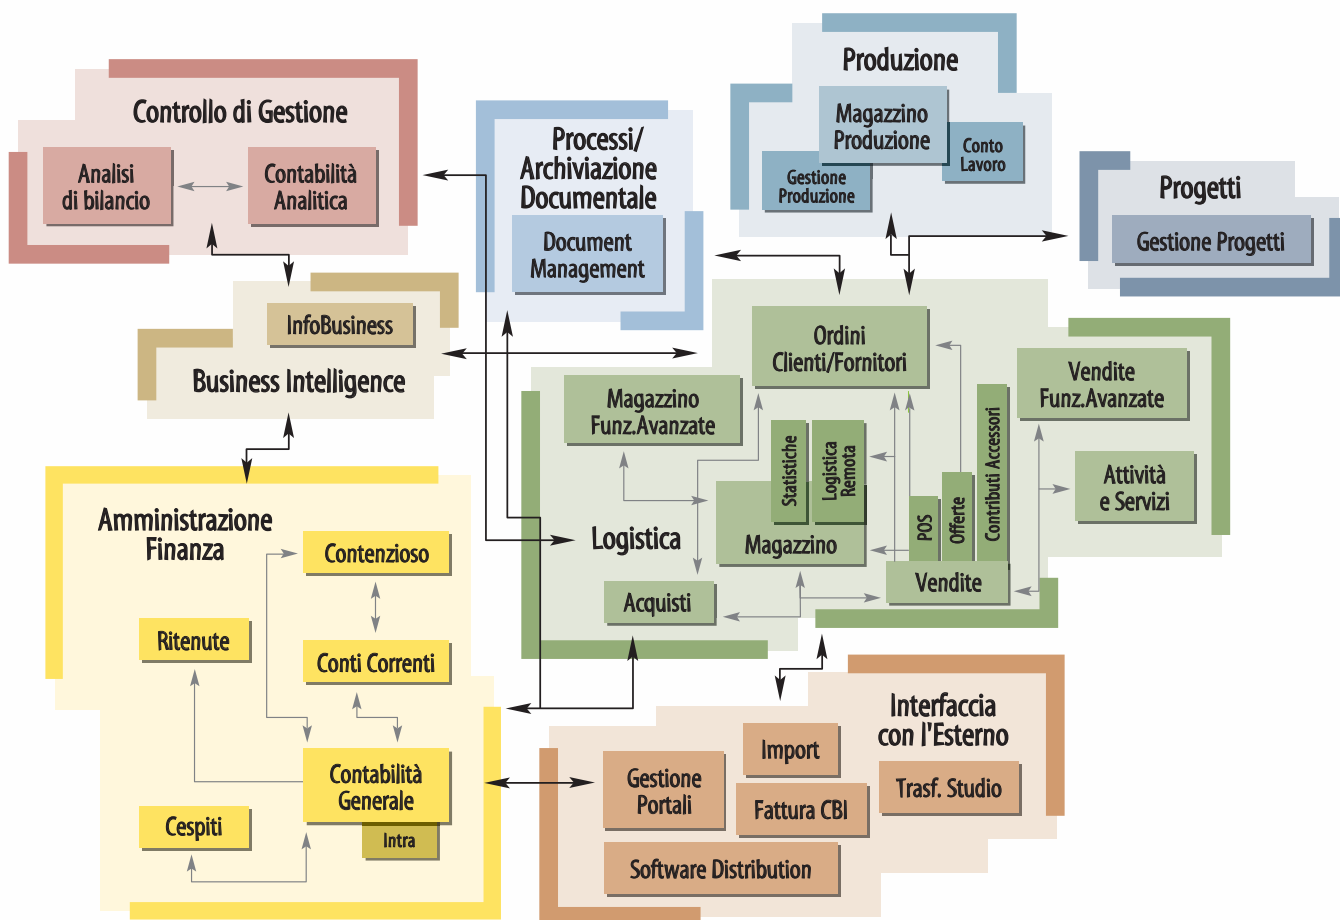 Controllo di Gestione
Analisi
di bilancio
Contabilità
Analitica
Processi/
Archiviazione
Documentale
Document
Management
Produzione
Magazzino
Produzione
Gestione
Produzione
Conto
Lavoro
Progetti
Gestione Progetti
InfoBusiness
Business Intelligence
Ordini
Clienti/Fornitori
Magazzino
Funz.Avanzate
Vendite
Funz.Avanzate
Statistiche
Logistica
Remota
Contributi Accessori
Attività
e Servizi
POS
Offerte
Logistica
Magazzino
Acquisti
Vendite
Amministrazione
Finanza
Contenzioso
Ritenute
Conti Correnti
Contabilità
Generale
Intra
Cespiti
Interfaccia
con l'Esterno
Import
Gestione
Portali
Fattura CBI
Trasf. Studio
Software Distribution